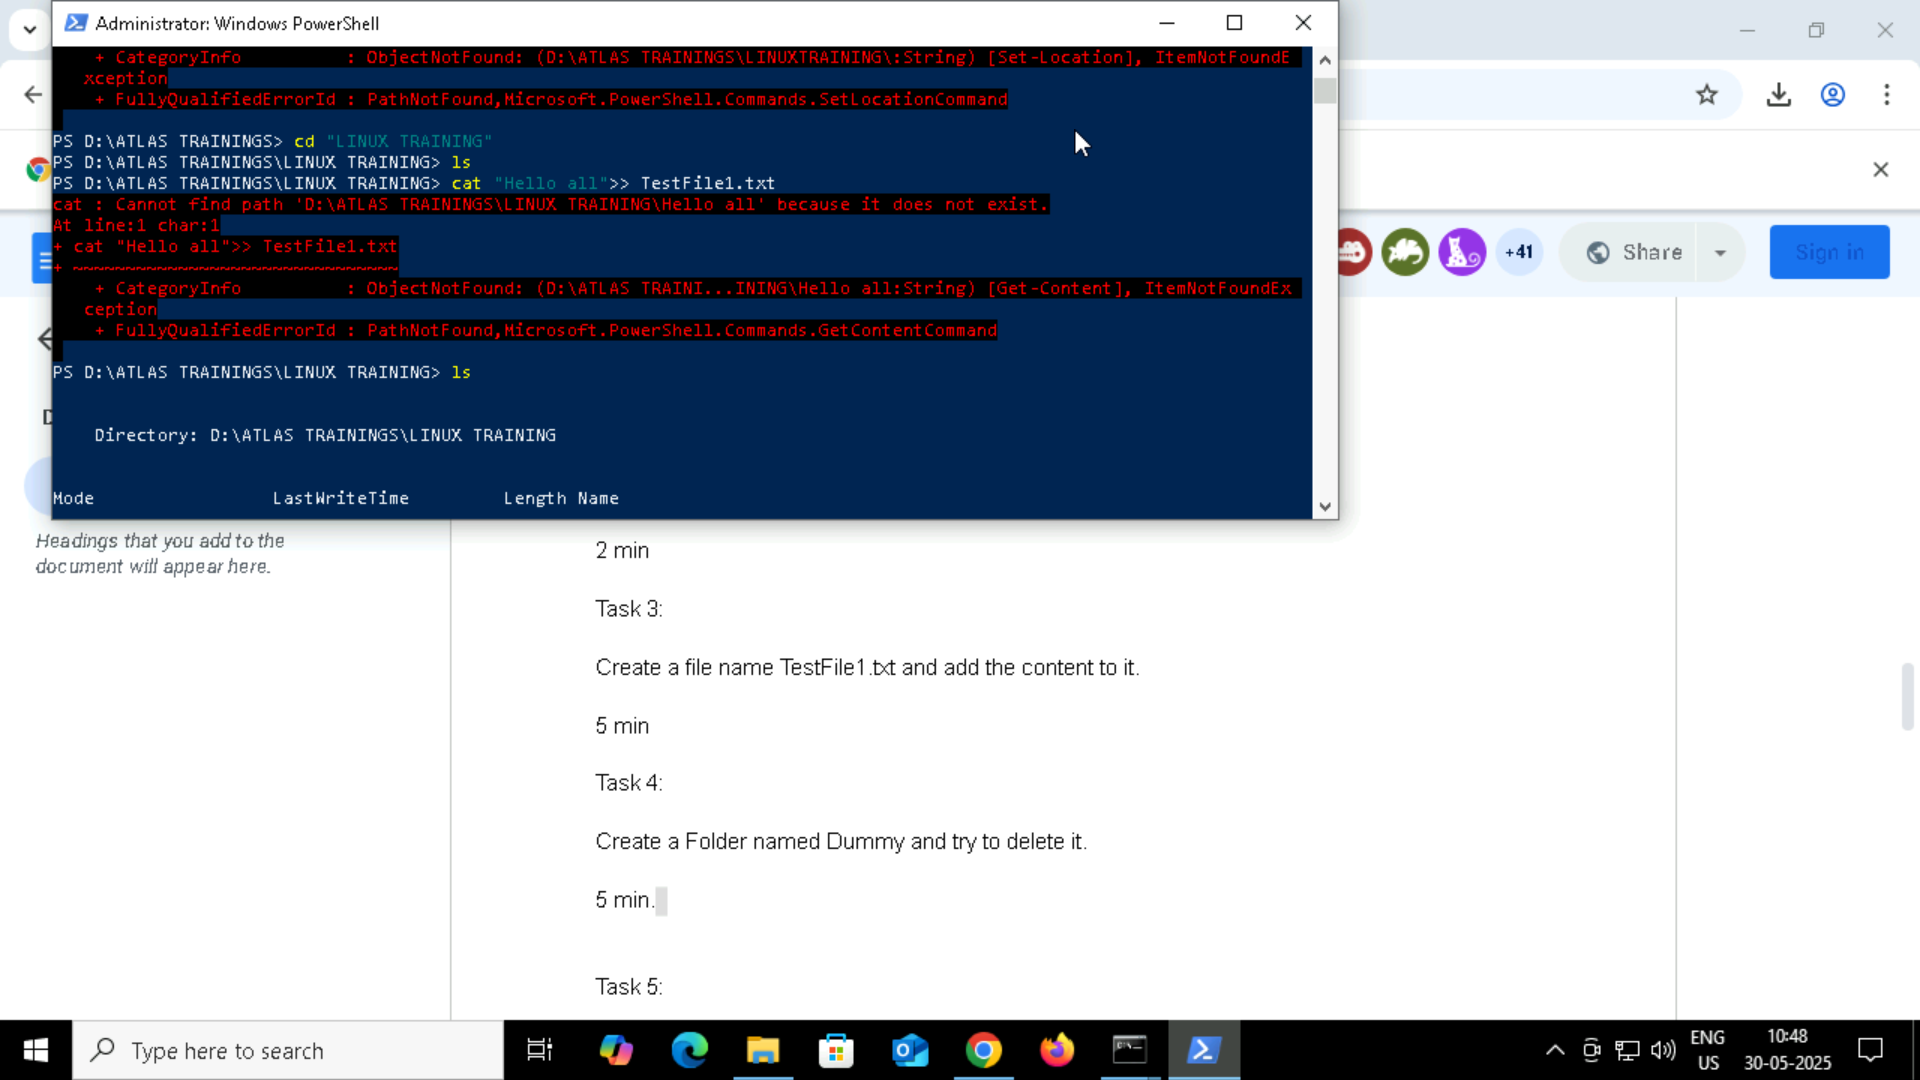 Administrator: Windows PowerShell
+ CategoryInfo          : ObjectNotFound: (D:\ATLAS TRAININGS\LINUXTRAINING\:String) [Set-Location], ItemNotFoundE
xception
+ FullyQualifiedErrorId : PathNotFound,Microsoft.PowerShell.Commands.SetLocationCommand
PS D:\ATLAS TRAININGS> cd "LINUX TRAINING"
PS D:\ATLAS TRAININGS\LINUX TRAINING> ls
PS D:\ATLAS TRAININGS\LINUX TRAINING> cat "Hello all">> TestFile1.txt
cat : Cannot find path 'D:\ATLAS TRAININGS\LINUX TRAINING\Hello all' because it does not exist.
At line:1 char:1
+ cat "Hello all">> TestFile1.txt
+ ~~~~~~~~~~~~~~~~~~~~~~~~~~~~~~~
+ CategoryInfo          : ObjectNotFound: (D:\ATLAS TRAINI...INING\Hello all:String) [Get-Content], ItemNotFoundEx
ception
+ FullyQualifiedErrorId : PathNotFound,Microsoft.PowerShell.Commands.GetContentCommand
PS D:\ATLAS TRAININGS\LINUX TRAINING> ls
Directory: D:\ATLAS TRAININGS\LINUX TRAINING
Mode                 LastWriteTime         Length Name
+41
Share
Sign in
Headings that you add to the
document will appear here.
2 min
Task 3:
Create a file name TestFile1.txt and add the content to it.
5 min
Task 4:
Create a Folder named Dummy and try to delete it.
5 min.
Task 5:
Type here to search
ENG
US
10:48
30-05-2025